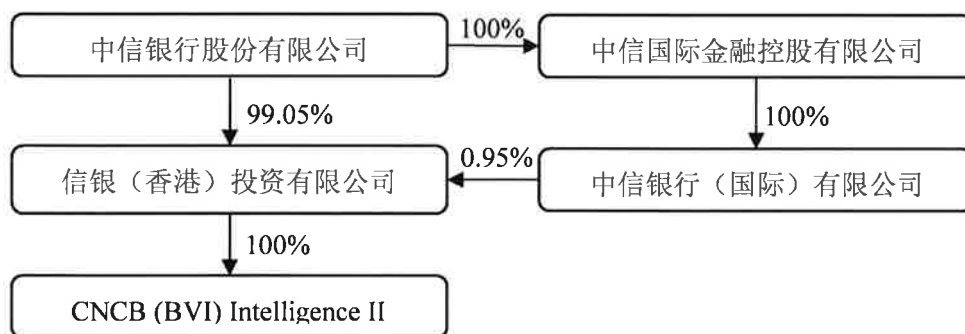 中信银行股份有限公司
100%
中信国际金融控股有限公司
99.05%
100%
信银（香港）投资有限公司
0.95%
中信银行（国际）有限公司
100%
CNCB (BVI) Intelligence II